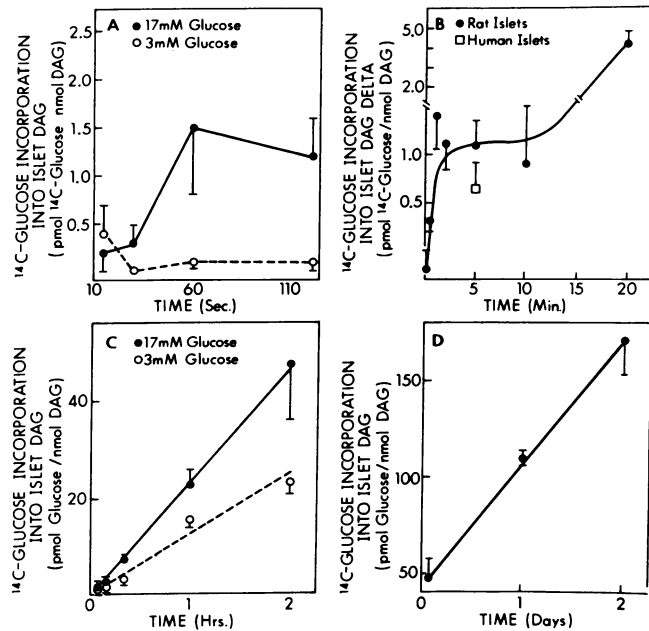 A
● 17mM Glucose
○ 3mM Glucose
¹⁴C-GLUCOSE INCORPORATION
INTO ISLET DAG
(pmol ¹⁴C-Glucose nmol DAG)
2.5
2.0
1.5
1.0
0.5
10
60
110
TIME (Sec.)
B
● Rat Islets
□ Human Islets
¹⁴C-GLUCOSE INCORPORATION
INTO ISLET DAG DELTA
(pmol ¹⁴C-Glucose/nmol DAG)
5.0
2.0
1.0
0.5
0
5
10
15
20
TIME (Min.)
C
● 17mM Glucose
○ 3mM Glucose
¹⁴C-GLUCOSE INCORPORATION
INTO ISLET DAG
(pmol Glucose/nmol DAG)
40
20
0
1
2
TIME (Hrs.)
D
¹⁴C-GLUCOSE INCORPORATION
INTO ISLET DAG
(pmol Glucose/nmol DAG)
150
100
50
0
1
2
TIME (Days)